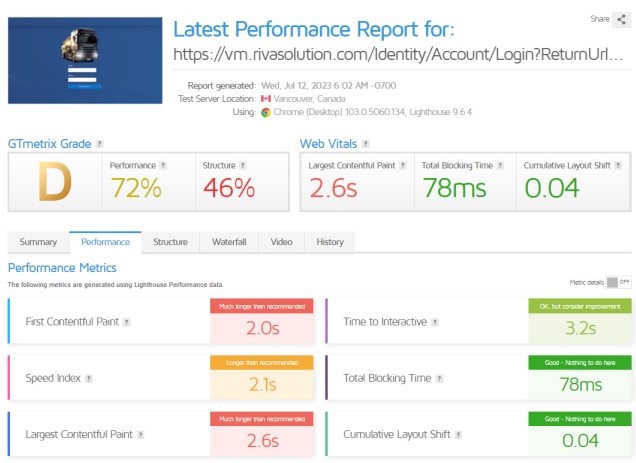 Latest Performance Report for:
Share
https://vm.rivasolution.com/Identity/Account/Login?ReturnUrl...
Report generated: Wed, Jul 12, 2023 6:02 AM -0700
Test Server Location: Vancouver, Canada
Using: Chrome (Desktop) 103.0.5060.134, Lighthouse 9.6.4
GTmetrix Grade ?
D
Performance ?
72%
Structure ?
46%
Web Vitals ?
Largest Contentful Paint ?
2.6s
Total Blocking Time ?
78ms
Cumulative Layout Shift ?
0.04
Summary Performance Structure Waterfall Video History
Performance Metrics
The following metrics are generated using Lighthouse Performance data.
Metric details OFF
First Contentful Paint ?
Much longer than recommended
2.0s
Time to Interactive ?
OK, but consider improvement
3.2s
Speed Index ?
Longer than recommended
2.1s
Total Blocking Time ?
Good - Nothing to do here
78ms
Largest Contentful Paint ?
Much longer than recommended
2.6s
Cumulative Layout Shift ?
Good - Nothing to do here
0.04